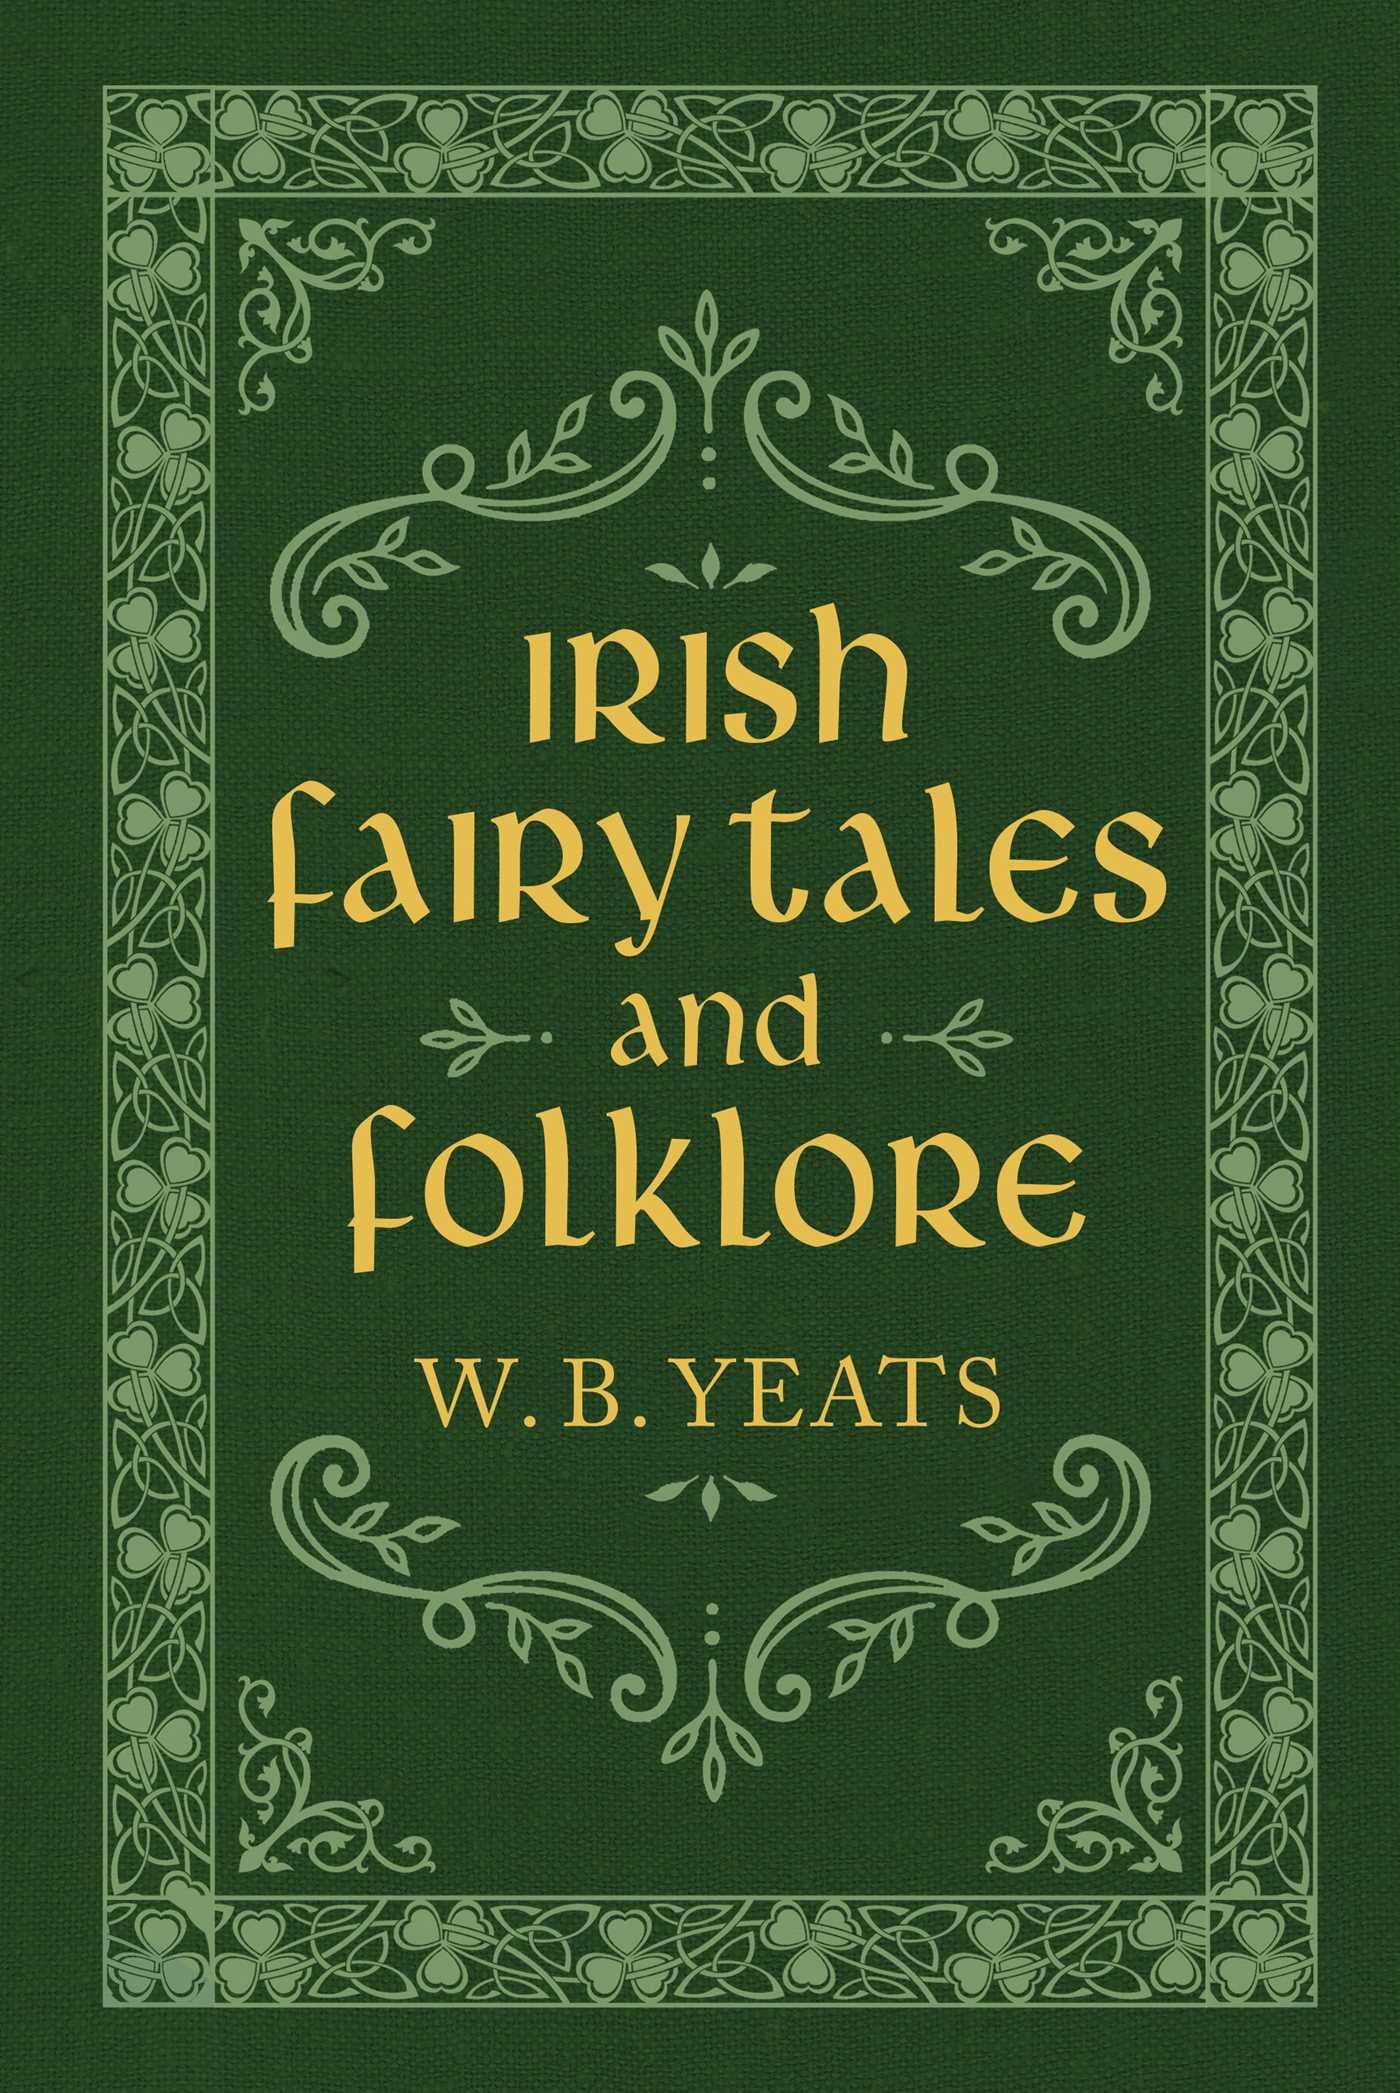 IRISH
FAIRY TALES
and
FOLKLORE
W. B. YEATS